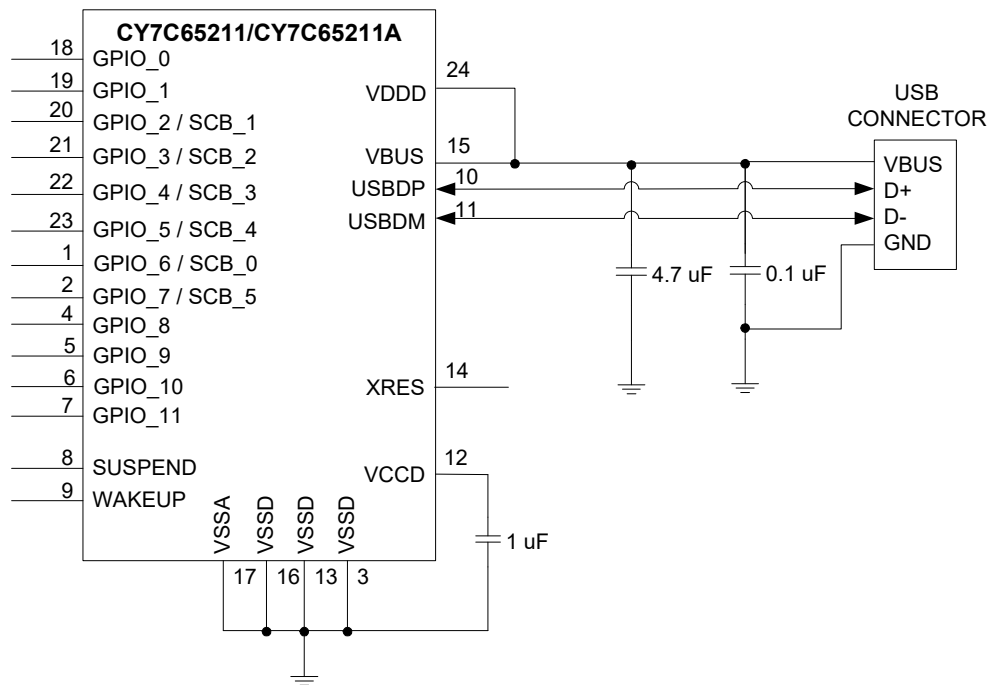 CY7C65211/CY7C65211A
18 GPIO_0
19 GPIO_1
20 GPIO_2 / SCB_1
21 GPIO_3 / SCB_2
22 GPIO_4 / SCB_3
23 GPIO_5 / SCB_4
1 GPIO_6 / SCB_0
2 GPIO_7 / SCB_5
4 GPIO_8
5 GPIO_9
6 GPIO_10
7 GPIO_11
8 SUSPEND
9 WAKEUP
VDDD 24
VBUS 15
USBDP 10
USBDM 11
XRES 14
VCCD 12
VSSA
VSSD
VSSD
VSSD
17 16 13 3
1 uF
4.7 uF
0.1 uF
USB
CONNECTOR
VBUS
D+
D-
GND